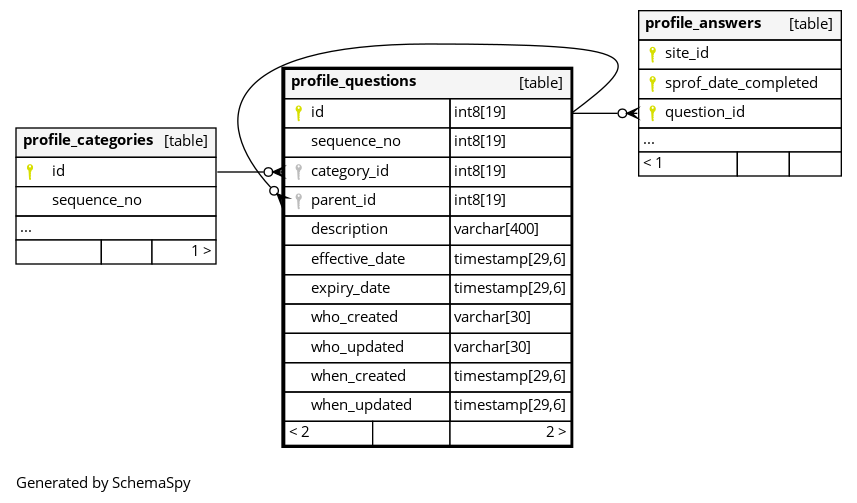 profile_answers [table]
site_id
sprof_date_completed
question_id
...
< 1
profile_questions [table]
id int8[19]
sequence_no int8[19]
category_id int8[19]
parent_id int8[19]
description varchar[400]
effective_date timestamp[29,6]
expiry_date timestamp[29,6]
who_created varchar[30]
who_updated varchar[30]
when_created timestamp[29,6]
when_updated timestamp[29,6]
< 2 2 >
profile_categories [table]
id
sequence_no
...
1 >
Generated by SchemaSpy